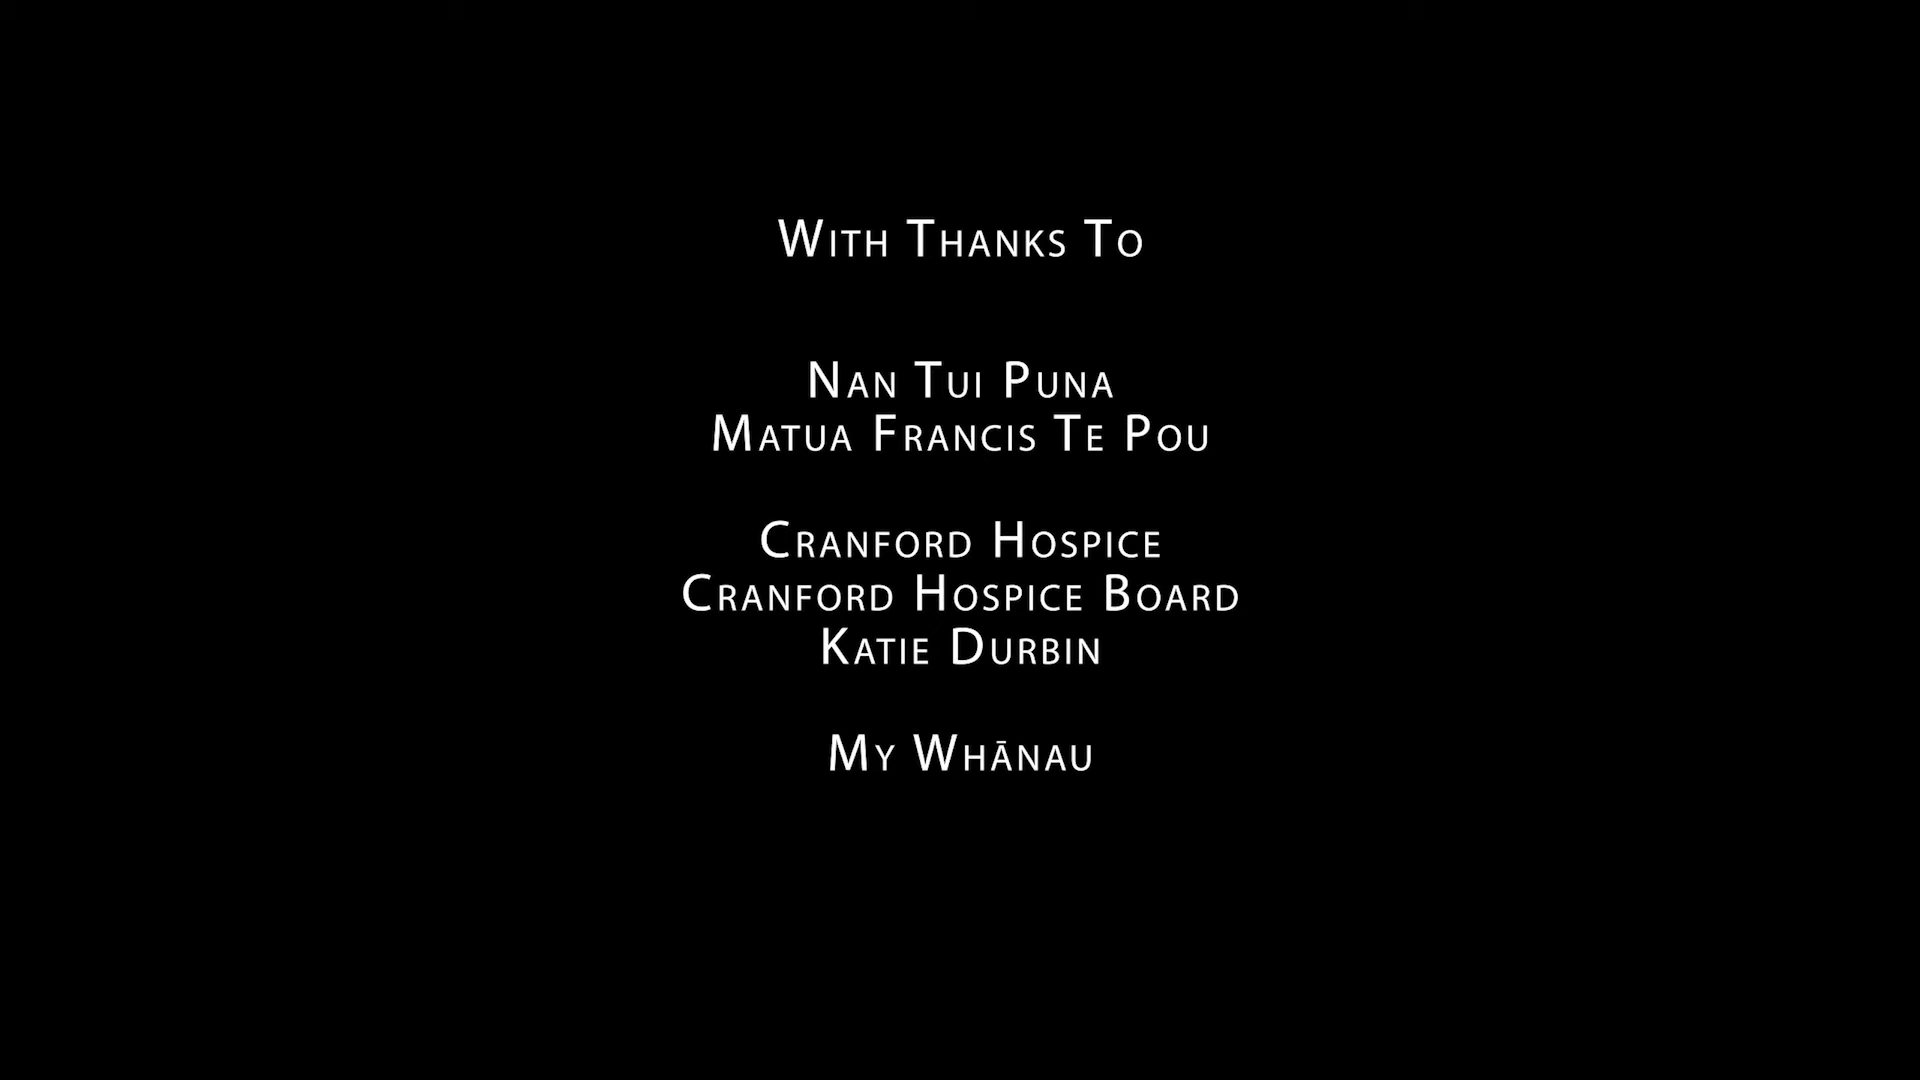 With Thanks To
Nan Tui Puna
Matua Francis Te Pou
Cranford Hospice
Cranford Hospice Board
Katie Durbin
My Whānau